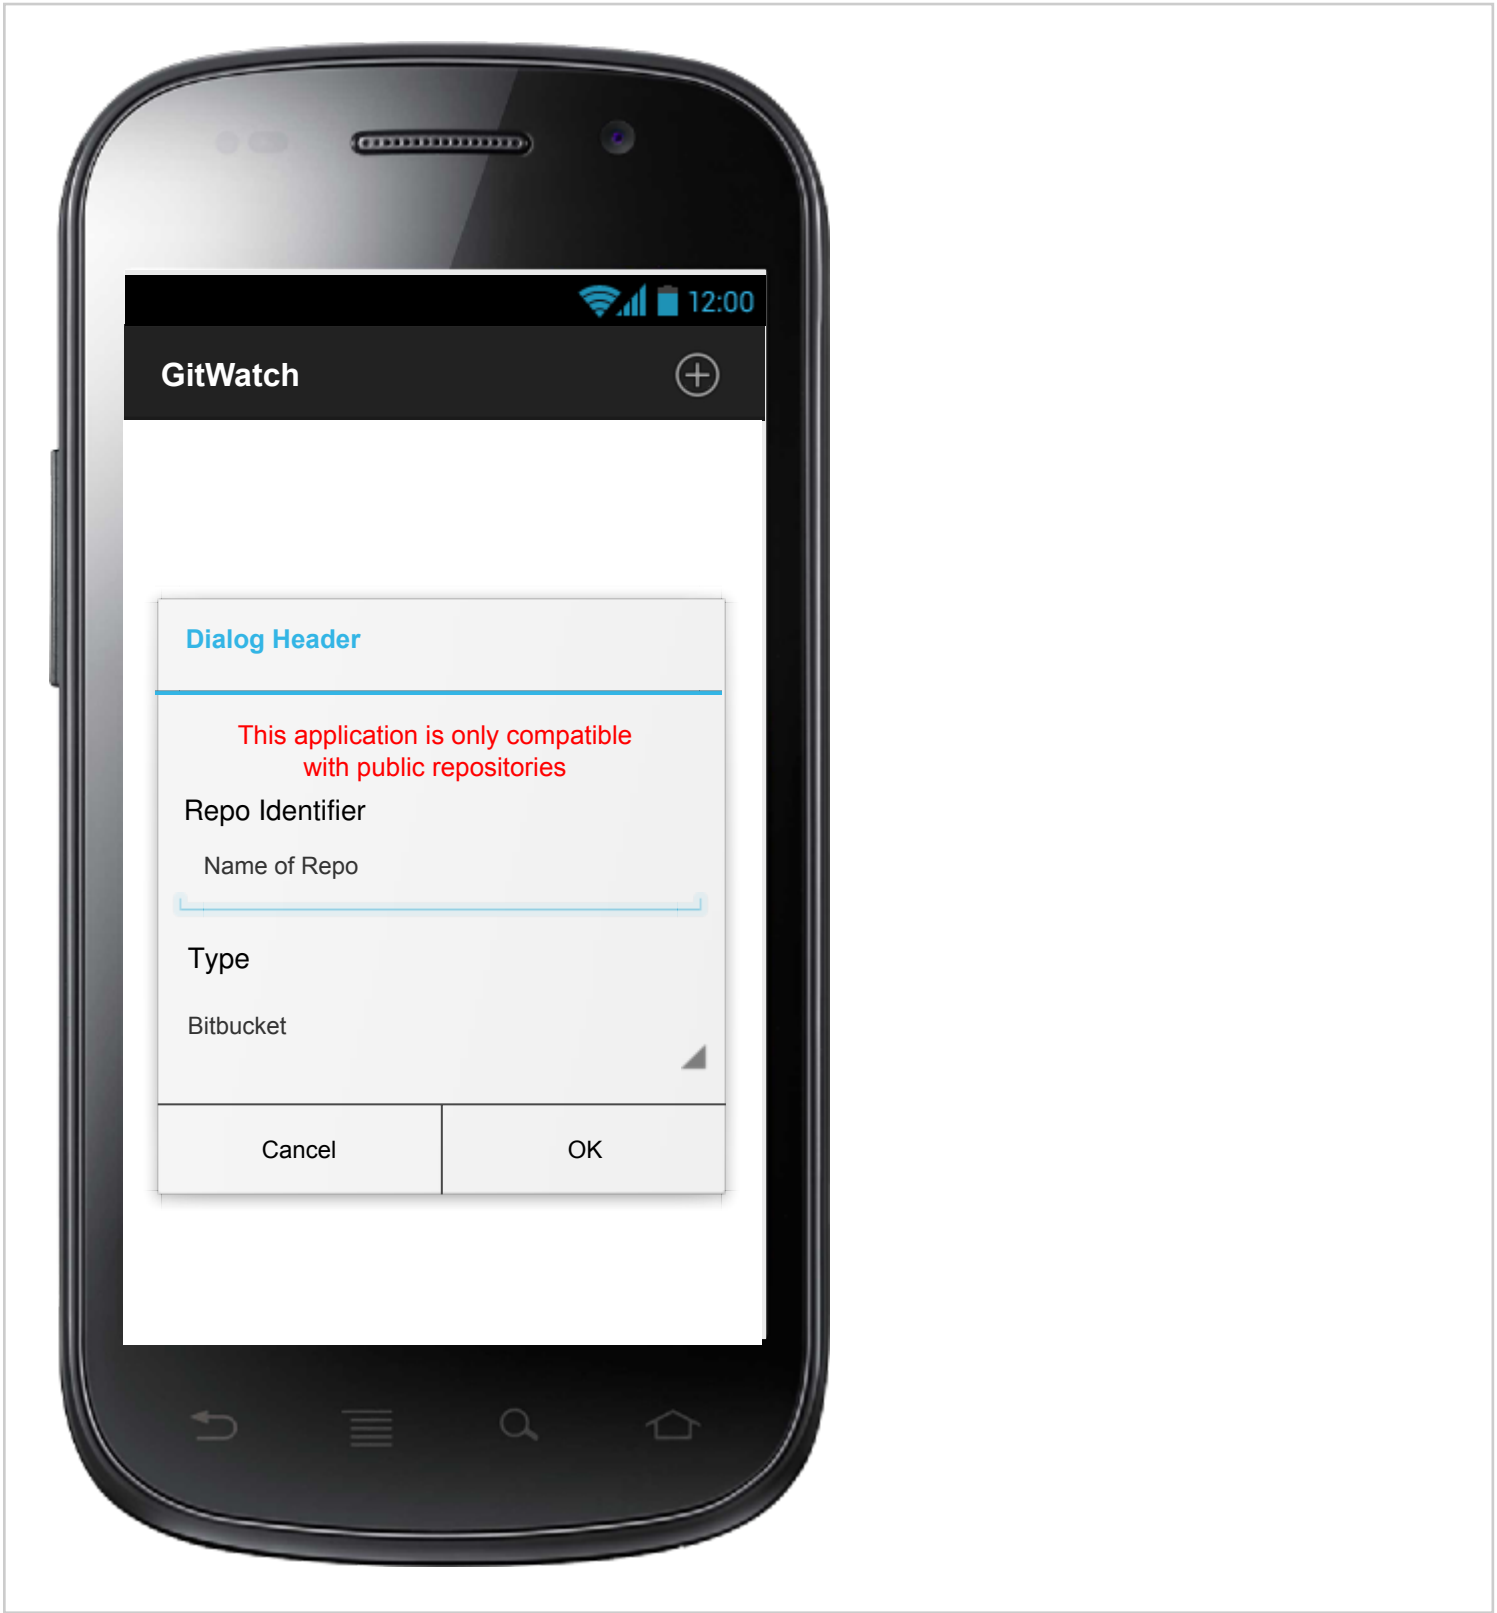 12:00
GitWatch
Dialog Header
This application is only compatible
with public repositories
Repo Identifier
Name of Repo
Type
Bitbucket
Cancel OK